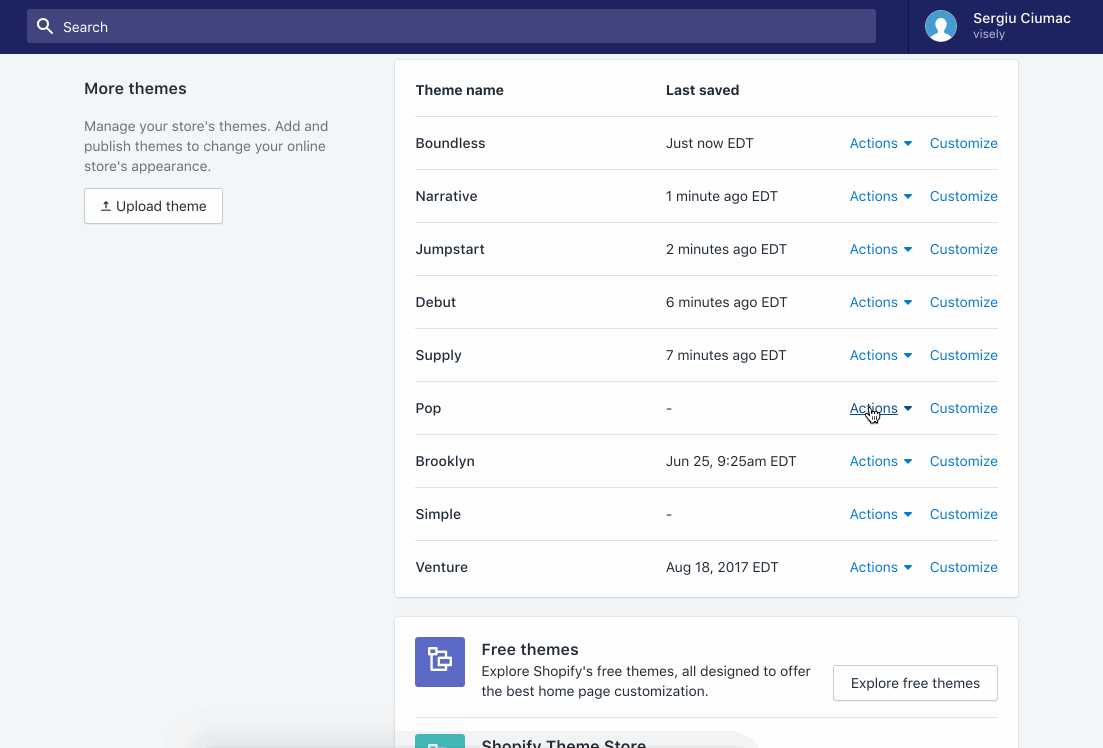 Search
Sergiu Ciumac
visely
More themes
Manage your store's themes. Add and
publish themes to change your online
store's appearance.
Upload theme
Theme name Last saved
Boundless Just now EDT Actions Customize
Narrative 1 minute ago EDT Actions Customize
Jumpstart 2 minutes ago EDT Actions Customize
Debut 6 minutes ago EDT Actions Customize
Supply 7 minutes ago EDT Actions Customize
Pop - Actions Customize
Brooklyn Jun 25, 9:25am EDT Actions Customize
Simple - Actions Customize
Venture Aug 18, 2017 EDT Actions Customize
Free themes
Explore Shopify's free themes, all designed to offer
the best home page customization.
Explore free themes
Shopify Theme Store